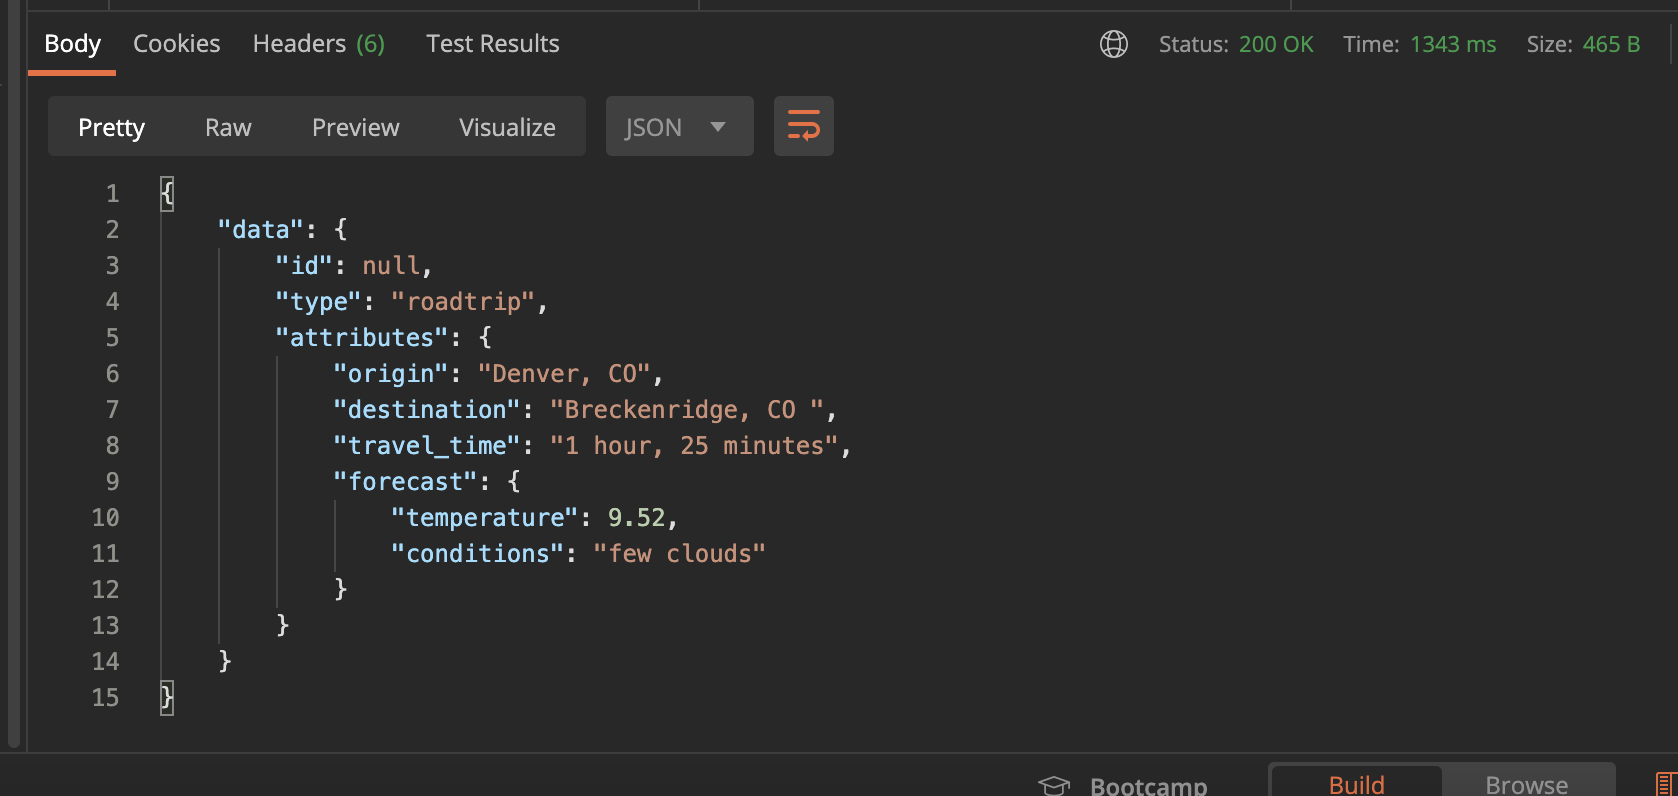 Body Cookies Headers (6) Test Results Status: 200 OK Time: 1343 ms Size: 465 B
Pretty Raw Preview Visualize JSON
1 {
2 "data": {
3 "id": null,
4 "type": "roadtrip",
5 "attributes": {
6 "origin": "Denver, CO",
7 "destination": "Breckenridge, CO ",
8 "travel_time": "1 hour, 25 minutes",
9 "forecast": {
10 "temperature": 9.52,
11 "conditions": "few clouds"
12 }
13 }
14 }
15 }
Bootcamp Build Browse